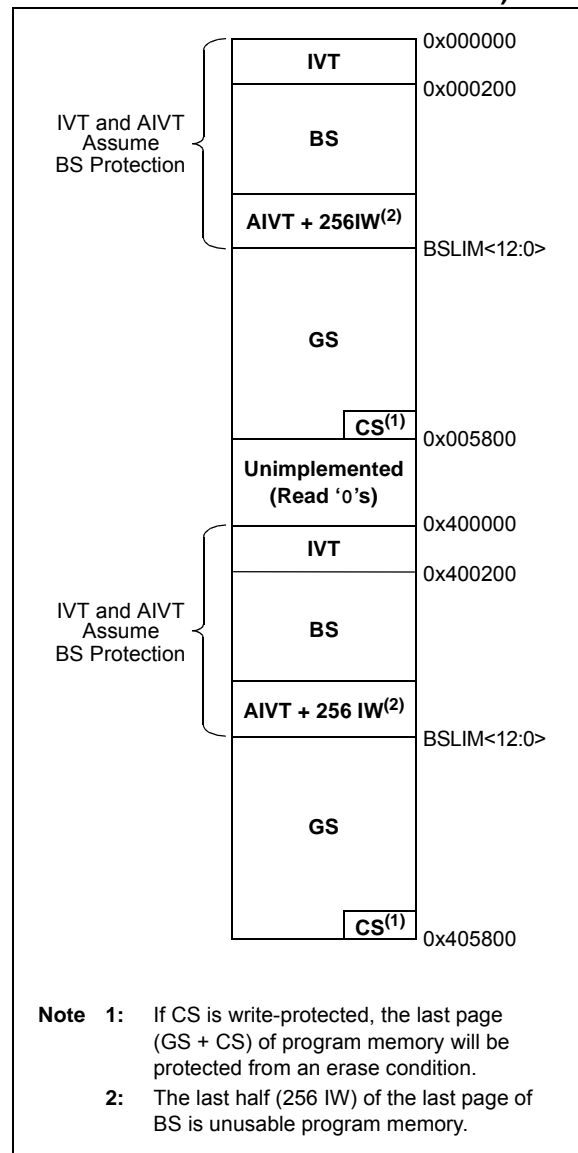 0x000000
IVT
0x000200
IVT and AIVT
Assume
BS Protection
BS
AIVT + 256IW(2)
BSLIM<12:0>
GS
CS(1)
0x005800
Unimplemented
(Read ‘0’s)
0x400000
IVT
0x400200
IVT and AIVT
Assume
BS Protection
BS
AIVT + 256 IW(2)
BSLIM<12:0>
GS
CS(1)
0x405800
Note 1: If CS is write-protected, the last page
(GS + CS) of program memory will be
protected from an erase condition.
2: The last half (256 IW) of the last page of
BS is unusable program memory.